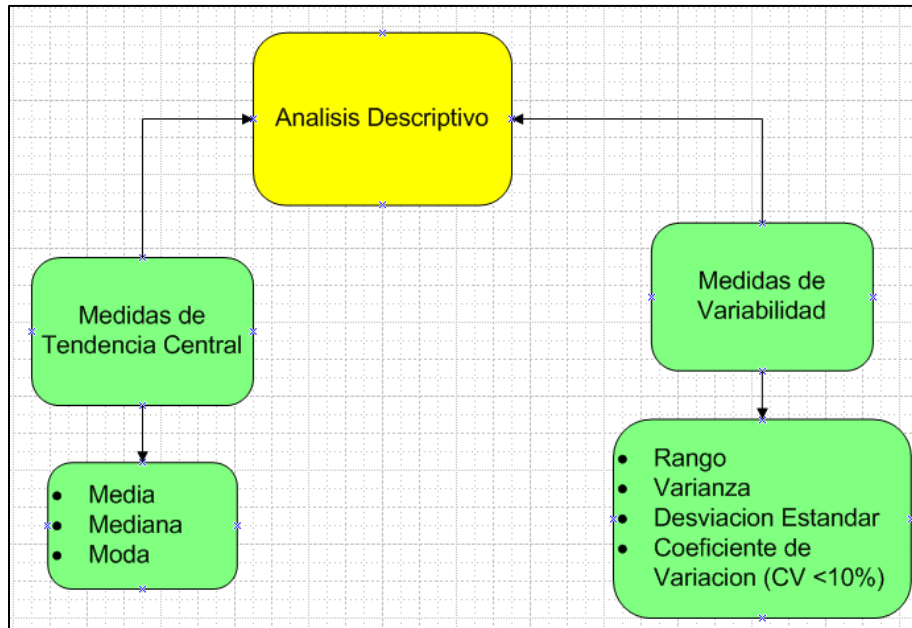 Analisis Descriptivo
Medidas de
Tendencia Central
Medidas de
Variabilidad
• Media
• Mediana
• Moda
• Rango
• Varianza
• Desviacion Estandar
• Coeficiente de
Variacion (CV <10%)